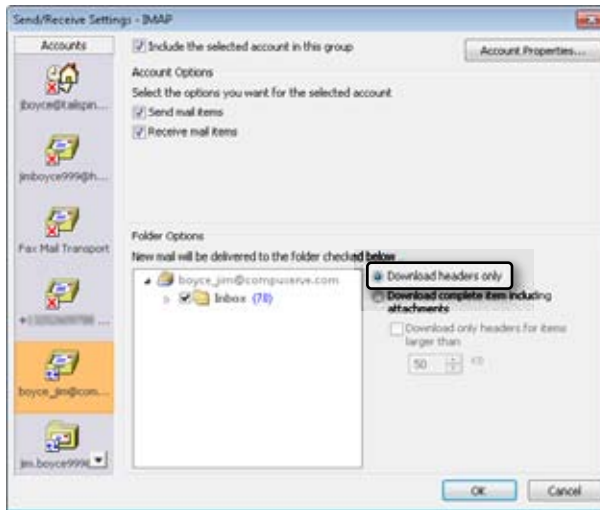 Send/Receive Settings - IMAP
Accounts
Include the selected account in this group
Account Properties...
Account Options
Select the options you want for the selected account
jboyce@tailspin...
Send mail items
Receive mail items
jimboyce999@h...
Fax Mail Transport
Folder Options
New mail will be delivered to the folder checked below
boyce_jim@compuserve.com
Inbox (78)
Download headers only
Download complete item including
attachments
Download only headers for items
larger than
50 KB
boyce_jim@com...
jim.boyce999@
OK Cancel